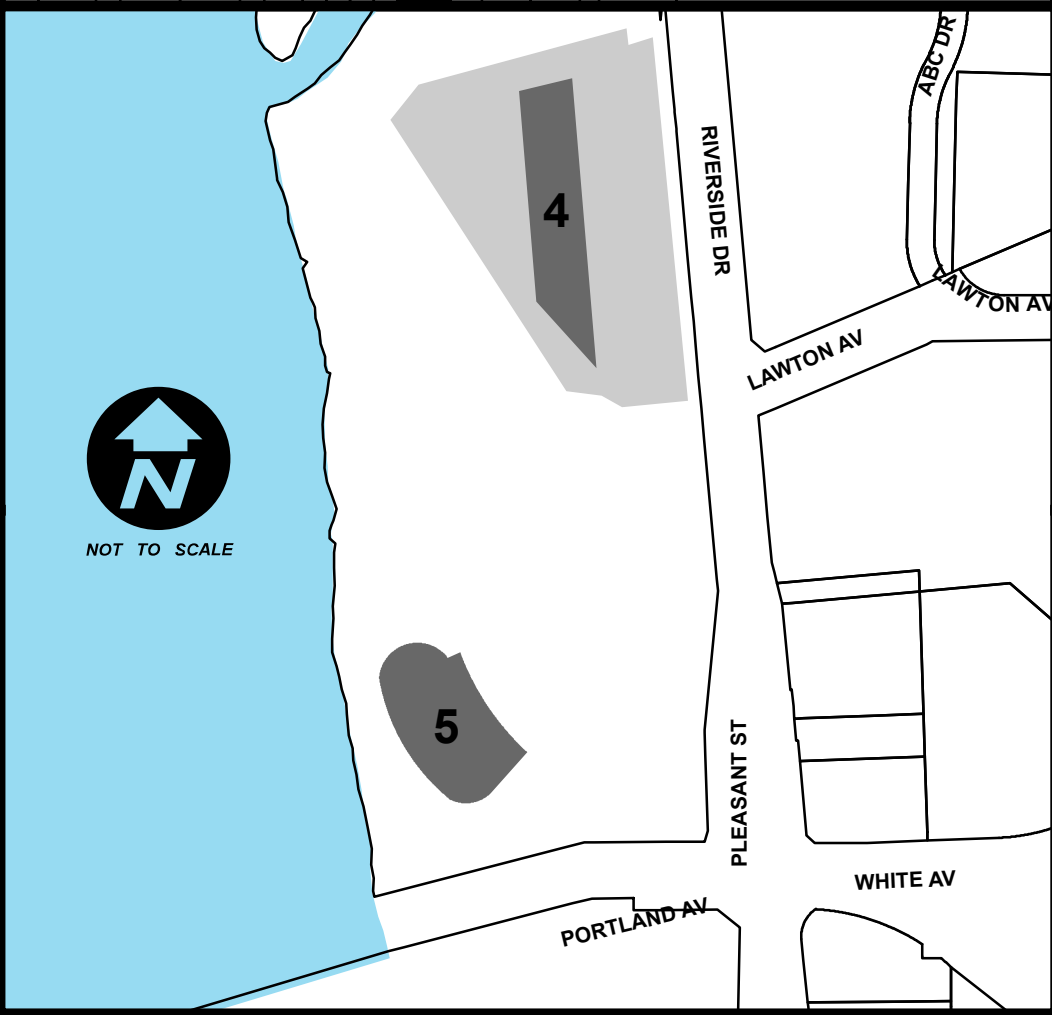 ABC DR
RIVERSIDE DR
4
LAWTON AV
LAWTON AV
N
NOT TO SCALE
5
PLEASANT ST
WHITE AV
PORTLAND AV